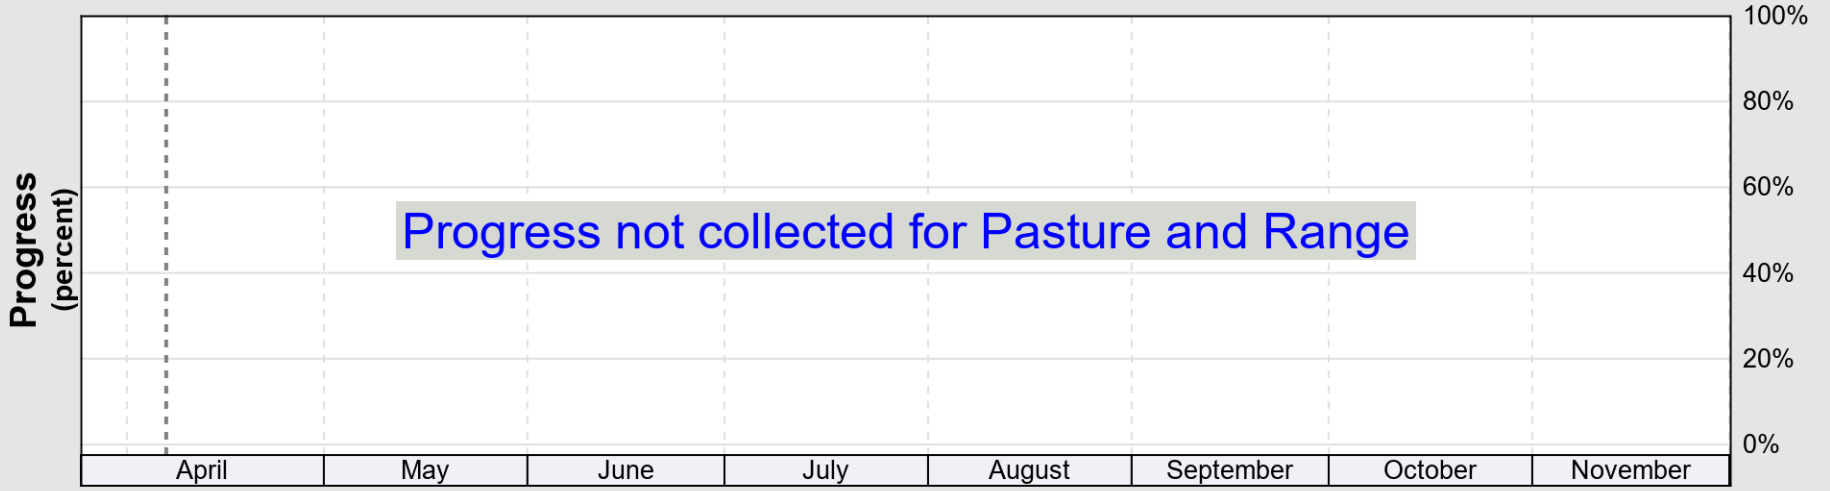 Progress
(percent)
100%
80%
60%
40%
20%
0%
Progress not collected for Pasture and Range
April May June July August September October November